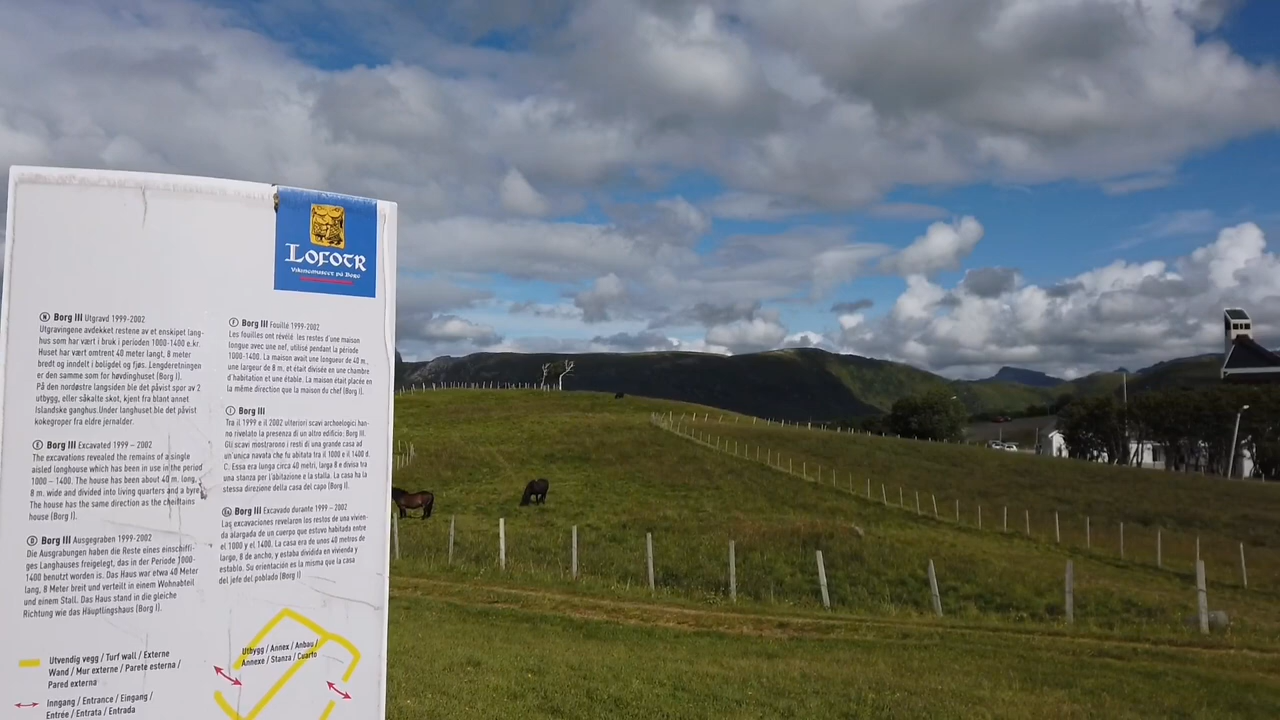 LOFOTR
Vikingmuseet på Borg
N Borg III Utgravd 1999-2002
Utgravingene avdekket restene av et enskipet lang-
hus som har vært i bruk i perioden 1000-1400 e.kr.
Huset har vært omtrent 40 meter langt, 8 meter
bredt og inndelt i boligdel og fjøs. Lengderetningen
er den samme som for høvdinghuset (Borg I).
På den nordøstre langsiden ble det påvist spor av 2
utbygg, eller såkalte skot, kjent fra blant annet
Islandske ganghus.Under langhuset ble det påvist
kokegroper fra eldre jernalder.
E Borg III Excavated 1999 – 2002
The excavations revealed the remains of a single
aisled longhouse which has been in use in the period
1000 – 1400. The house has been about 40 m. long,
8 m. wide and divided into living quarters and a byre.
The house has the same direction as the chieftains
house (Borg I).
D Borg III Ausgegraben 1999-2002
Die Ausgrabungen haben die Reste eines einschiffi-
ges Langhauses freigelegt, das in der Periode 1000-
1400 benutzt worden is. Das Haus war etwa 40 Meter
lang, 8 Meter breit und verteilt in einem Wohnabteil
und einem Stall. Das Haus stand in die gleiche
Richtung wie das Häuptlingshaus (Borg I).
F Borg III Fouillé 1999-2002
Les fouilles ont révélé: les restes d'une maison
longue avec une nef, utilisé pendant la période
1000-1400. La maison avait une longueur de 40 m.,
une largeur de 8 m. et était divisée en une chambre
d'habitation et une étable. La maison était placée en
la même direction que la maison du chef (Borg I).
I Borg III
Tra il 1999 e il 2002 ulteriori scavi archeologici han-
no rivelato la presenza di un altro edificio: Borg III.
Gli scavi mostrarono i resti di una grande casa ad
un'unica navata che fu abitata tra il 1000 e il 1400 d.
C. Essa era lunga circa 40 metri, larga 8 e divisa tra
una stanza per l'abitazione e la stalla. La casa ha la
stessa direzione della casa del capo (Borg I).
Es Borg III Excavado durante 1999 – 2002
Las excavaciones revelaron los restos de una vivien-
da alargada de un cuerpo que estuvo habitada entre
el 1000 y el 1400. La casa era de unos 40 metros de
largo, 8 de ancho, y estaba dividida en vivienda y
establo. Su orientación es la misma que la casa
del jefe del poblado (Borg I)
Utvendig vegg / Turf wall / Externe
Wand / Mur externe / Parete esterna /
Pared externa
Inngang / Entrance / Eingang /
Entrée / Entrata / Entrada
Utbygg / Annex / Anbau /
Annexe / Stanza / Cuarto